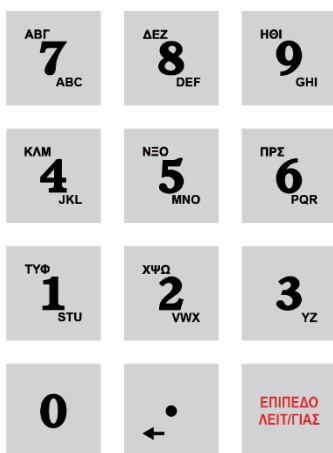 ΑΒΓ ΔΕΖ ΗΘΙ
7 8 9
ABC DEF GHI
ΚΛΜ ΝΞΟ ΠΡΣ
4 5 6
JKL MNO PQR
ΤΥΦ ΧΨΩ
1 2 3
STU VWX YZ
0 . ΕΠΙΠΕΔΟ
ΛΕΙΤ/ΓΙΑΣ
←